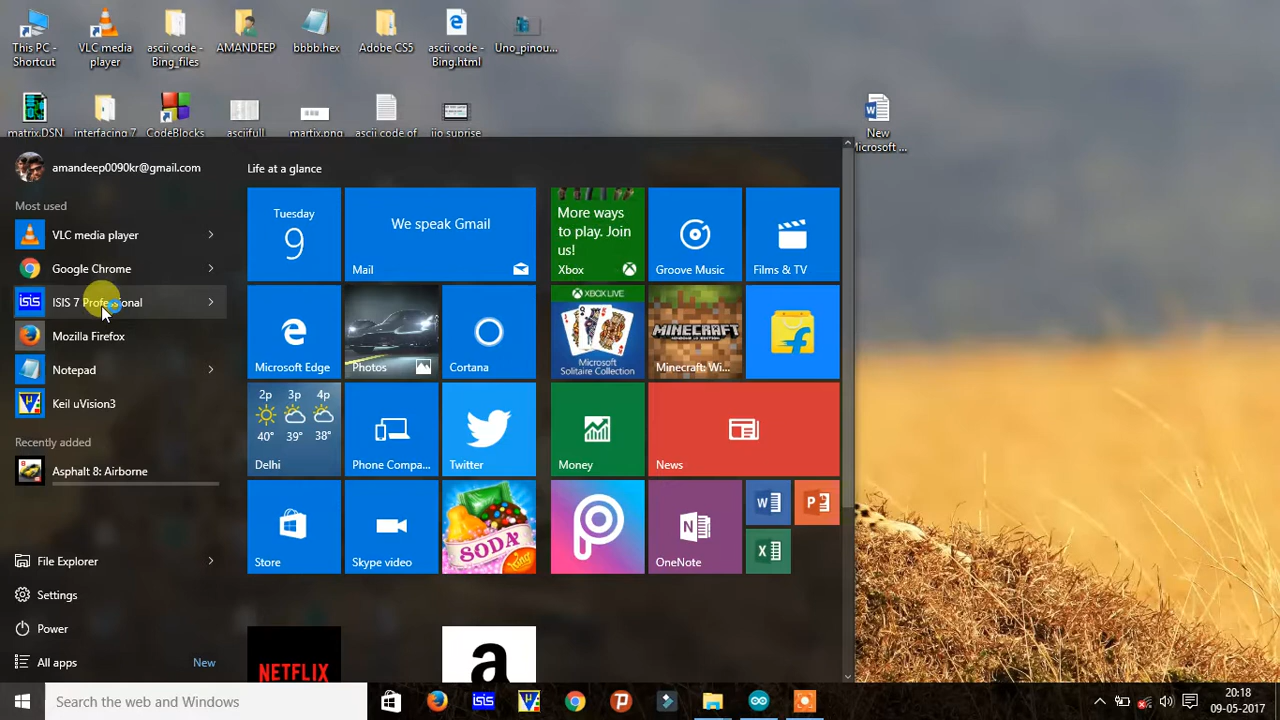 This PC - Shortcut
VLC media player
ascii code - Bing_files
AMANDEEP
bbbb.hex
Adobe CS5
ascii code - Bing.html
Uno_pinou...
matrix.DSN
interfacing 7
CodeBlocks
asciifull
martix.png
ascii code of
jio suprise
New Microsoft ...
amandeep0090kr@gmail.com
Most used
VLC media player
Google Chrome
isis ISIS 7 Professional
Mozilla Firefox
Notepad
Keil uVision3
Recently added
Asphalt 8: Airborne
File Explorer
Settings
Power
All apps New
Life at a glance
Tuesday
9
We speak Gmail
Mail
Microsoft Edge
Photos
Cortana
2p 3p 4p
40° 39° 38°
Delhi
Phone Compa...
Twitter
Store
Skype video
SODA
King
NETFLIX
a
More ways
to play. Join
us!
Xbox
Groove Music
Films & TV
XBOX LIVE
Microsoft
Solitaire Collection
MINECRAFT
Minecraft: Wi...
Money
News
OneNote
Search the web and Windows
isis
20:18
09-05-2017